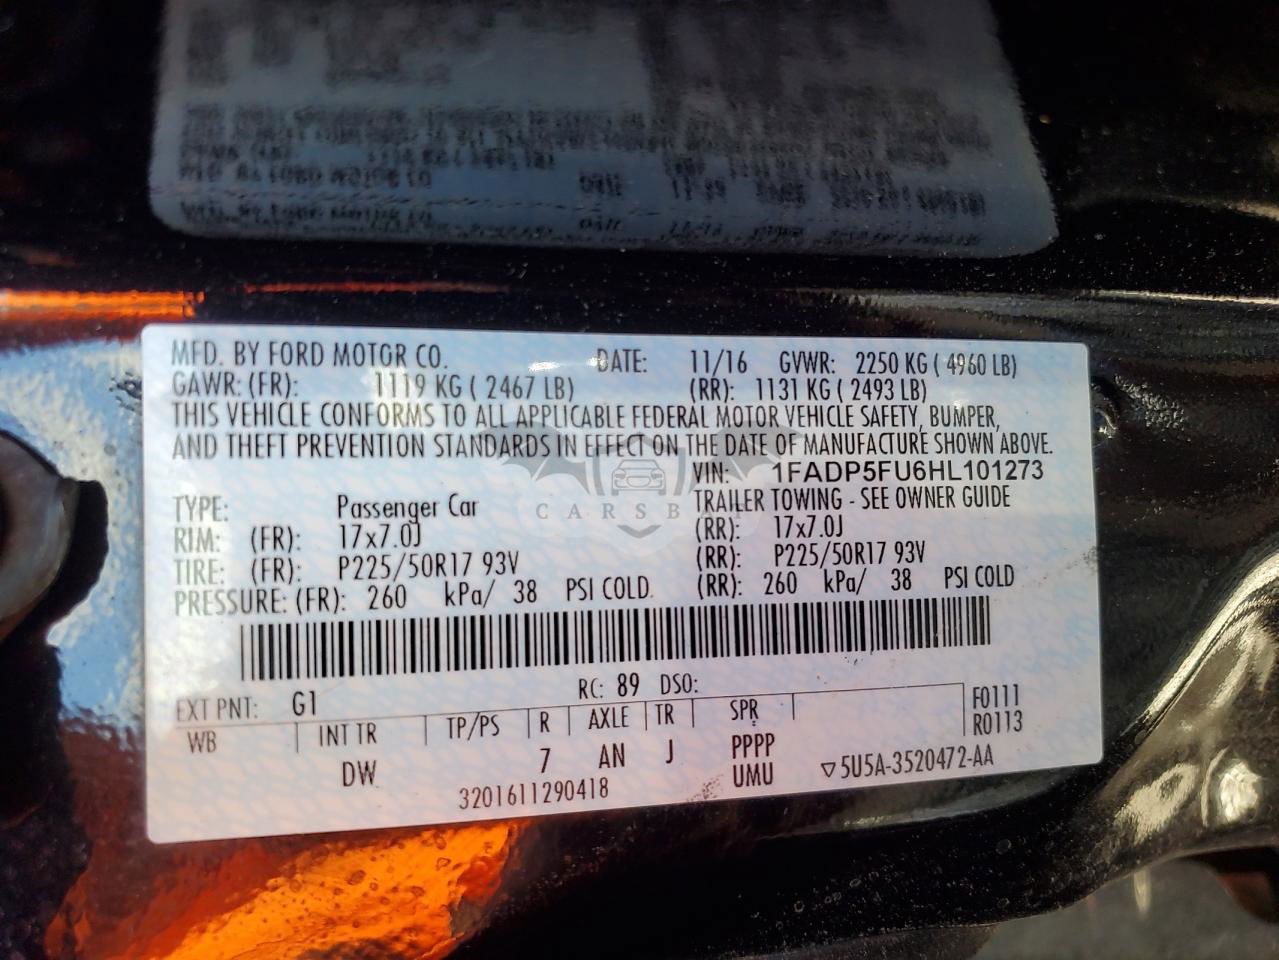 MFD. BY FORD MOTOR CO. DATE: 11/16 GVWR: 2250 KG ( 4960 LB)
GAWR: (FR): 1119 KG ( 2467 LB) (RR): 1131 KG ( 2493 LB)
THIS VEHICLE CONFORMS TO ALL APPLICABLE FEDERAL MOTOR VEHICLE SAFETY, BUMPER,
AND THEFT PREVENTION STANDARDS IN EFFECT ON THE DATE OF MANUFACTURE SHOWN ABOVE.
VIN: 1FADP5FU6HL101273
TYPE: Passenger Car TRAILER TOWING - SEE OWNER GUIDE
RIM: (FR): 17x7.0J (RR): 17x7.0J
TIRE: (FR): P225/50R17 93V (RR): P225/50R17 93V
PRESSURE: (FR): 260 kPa/ 38 PSI COLD. (RR): 260 kPa/ 38 PSI COLD
EXT PNT: G1 RC: 89 DSO:
WB INT TR TP/PS R AXLE TR SPR F0111
R0113
DW 7 AN J PPPP
UMU ▽5U5A-3520472-AA
3201611290418